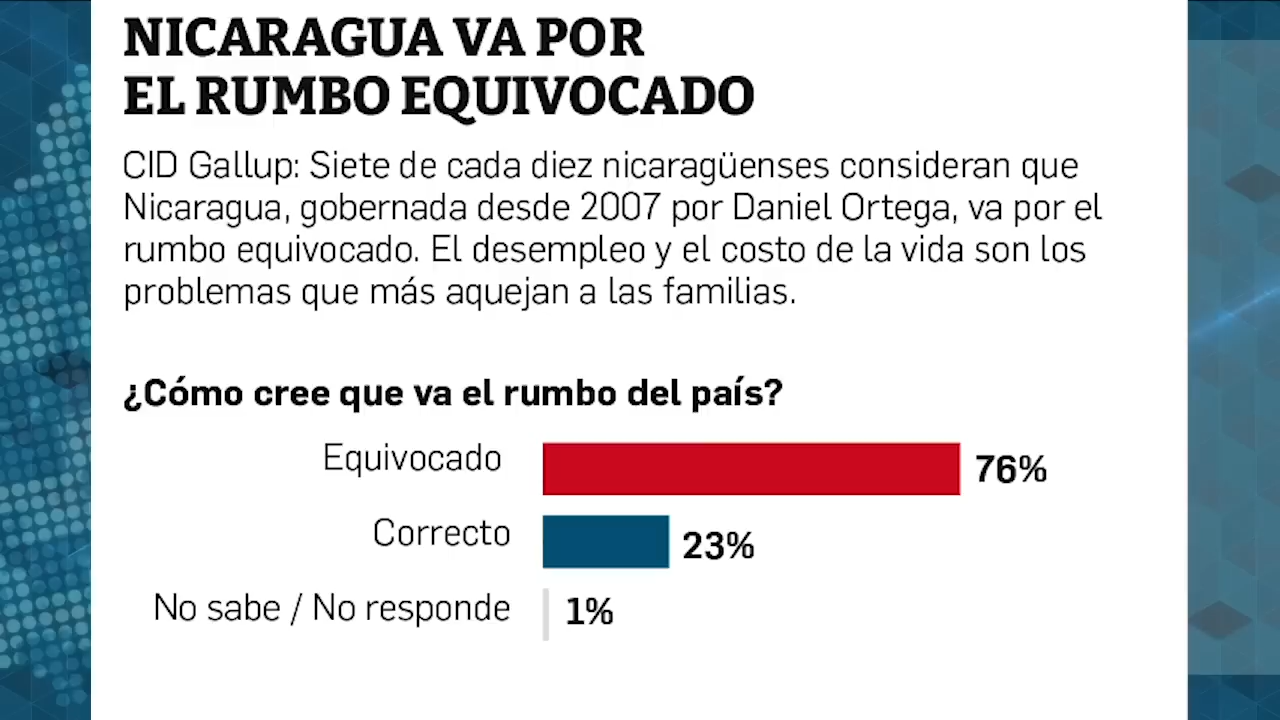 NICARAGUA VA POR
EL RUMBO EQUIVOCADO
CID Gallup: Siete de cada diez nicaragüenses consideran que
Nicaragua, gobernada desde 2007 por Daniel Ortega, va por el
rumbo equivocado. El desempleo y el costo de la vida son los
problemas que más aquejan a las familias.
¿Cómo cree que va el rumbo del país?
Equivocado 76%
Correcto 23%
No sabe / No responde 1%